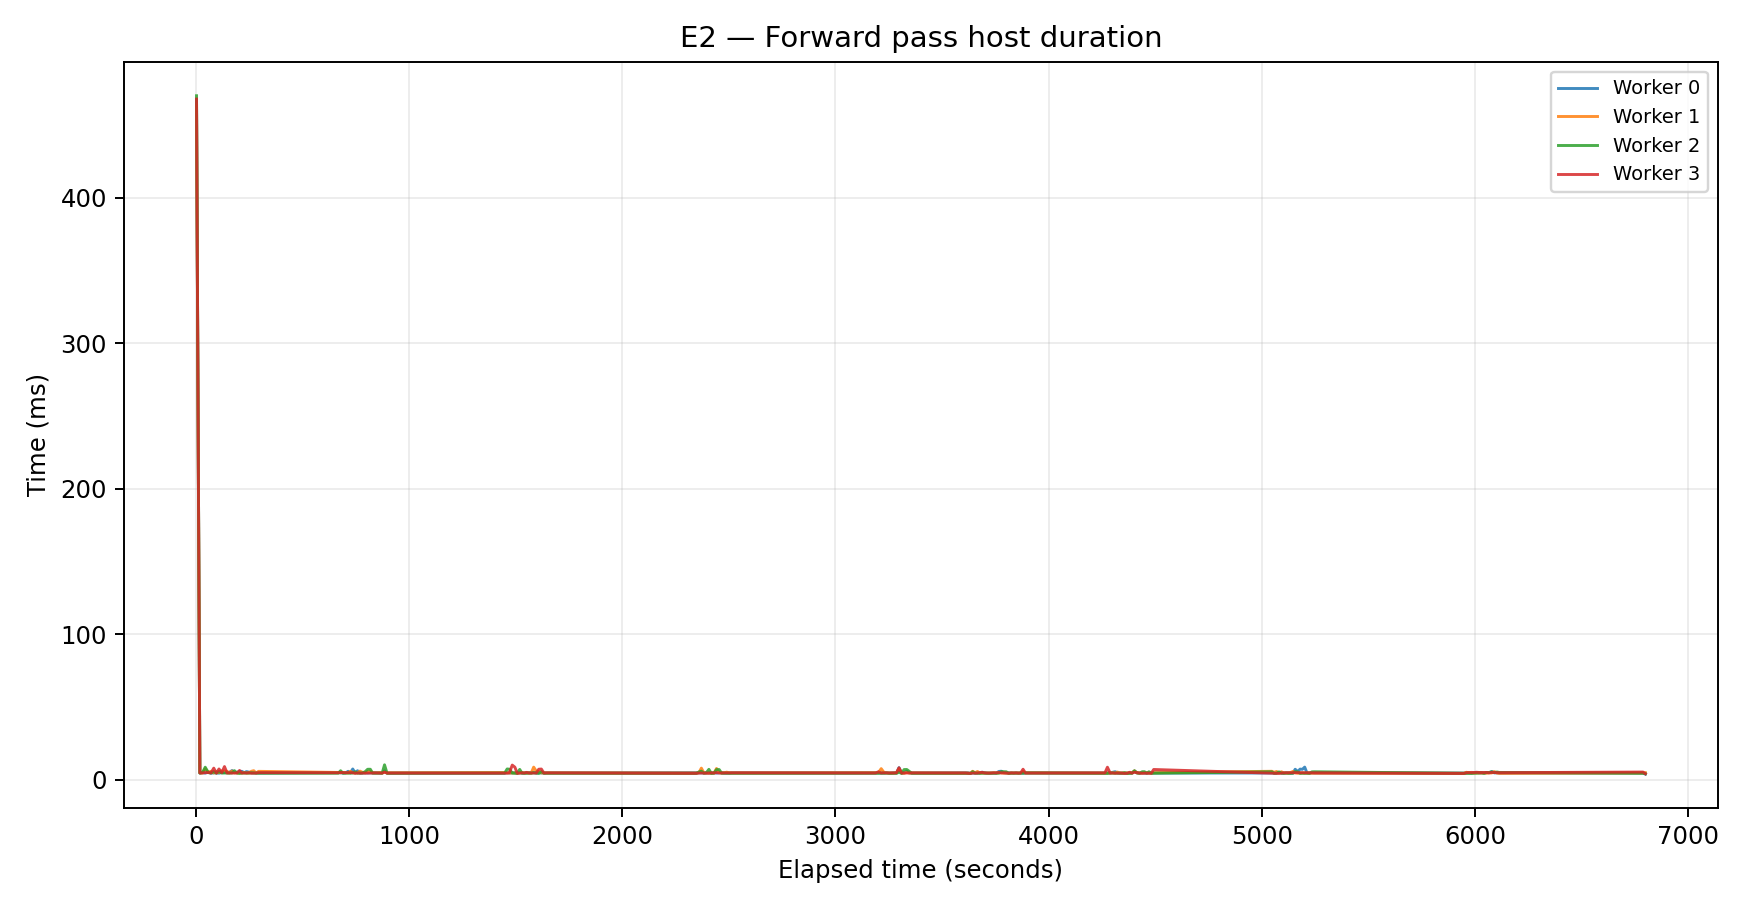 E2 — Forward pass host duration
Worker 0
Worker 1
Worker 2
Worker 3
Time (ms)
400
300
200
100
0
0 1000 2000 3000 4000 5000 6000 7000
Elapsed time (seconds)